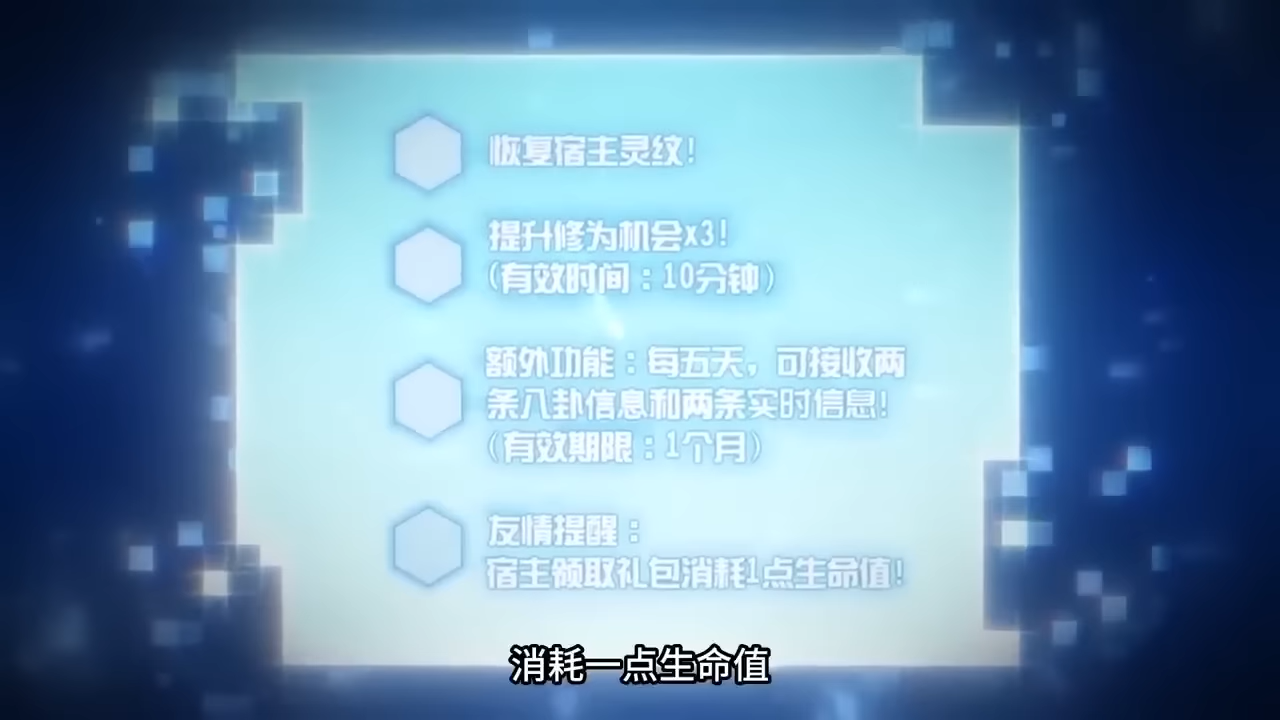 恢复宿主灵纹!
提升修为机会x3!
(有效时间:10分钟)
额外功能:每五天,可接收两
条八卦信息和两条实时信息!
(有效期限:1个月)
友情提醒:
宿主领取礼包消耗1点生命值!
消耗一点生命值